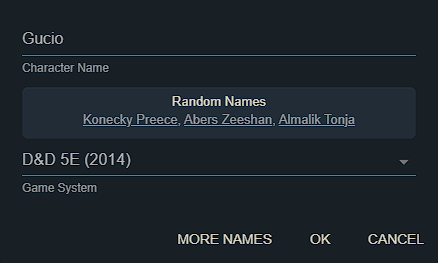 Gucio
Character Name
Random Names
Konecky Preece, Abers Zeeshan, Almalik Tonja
D&D 5E (2014)
Game System
MORE NAMES OK CANCEL